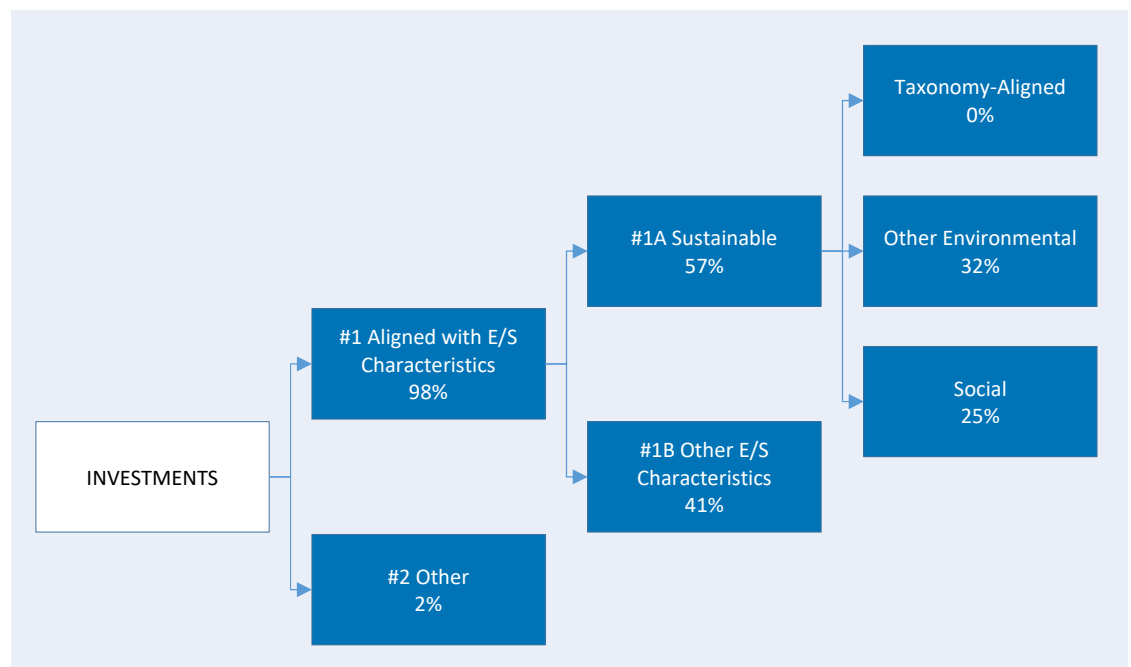 INVESTMENTS
#1 Aligned with E/S
Characteristics
98%
#2 Other
2%
#1A Sustainable
57%
#1B Other E/S
Characteristics
41%
Taxonomy-Aligned
0%
Other Environmental
32%
Social
25%